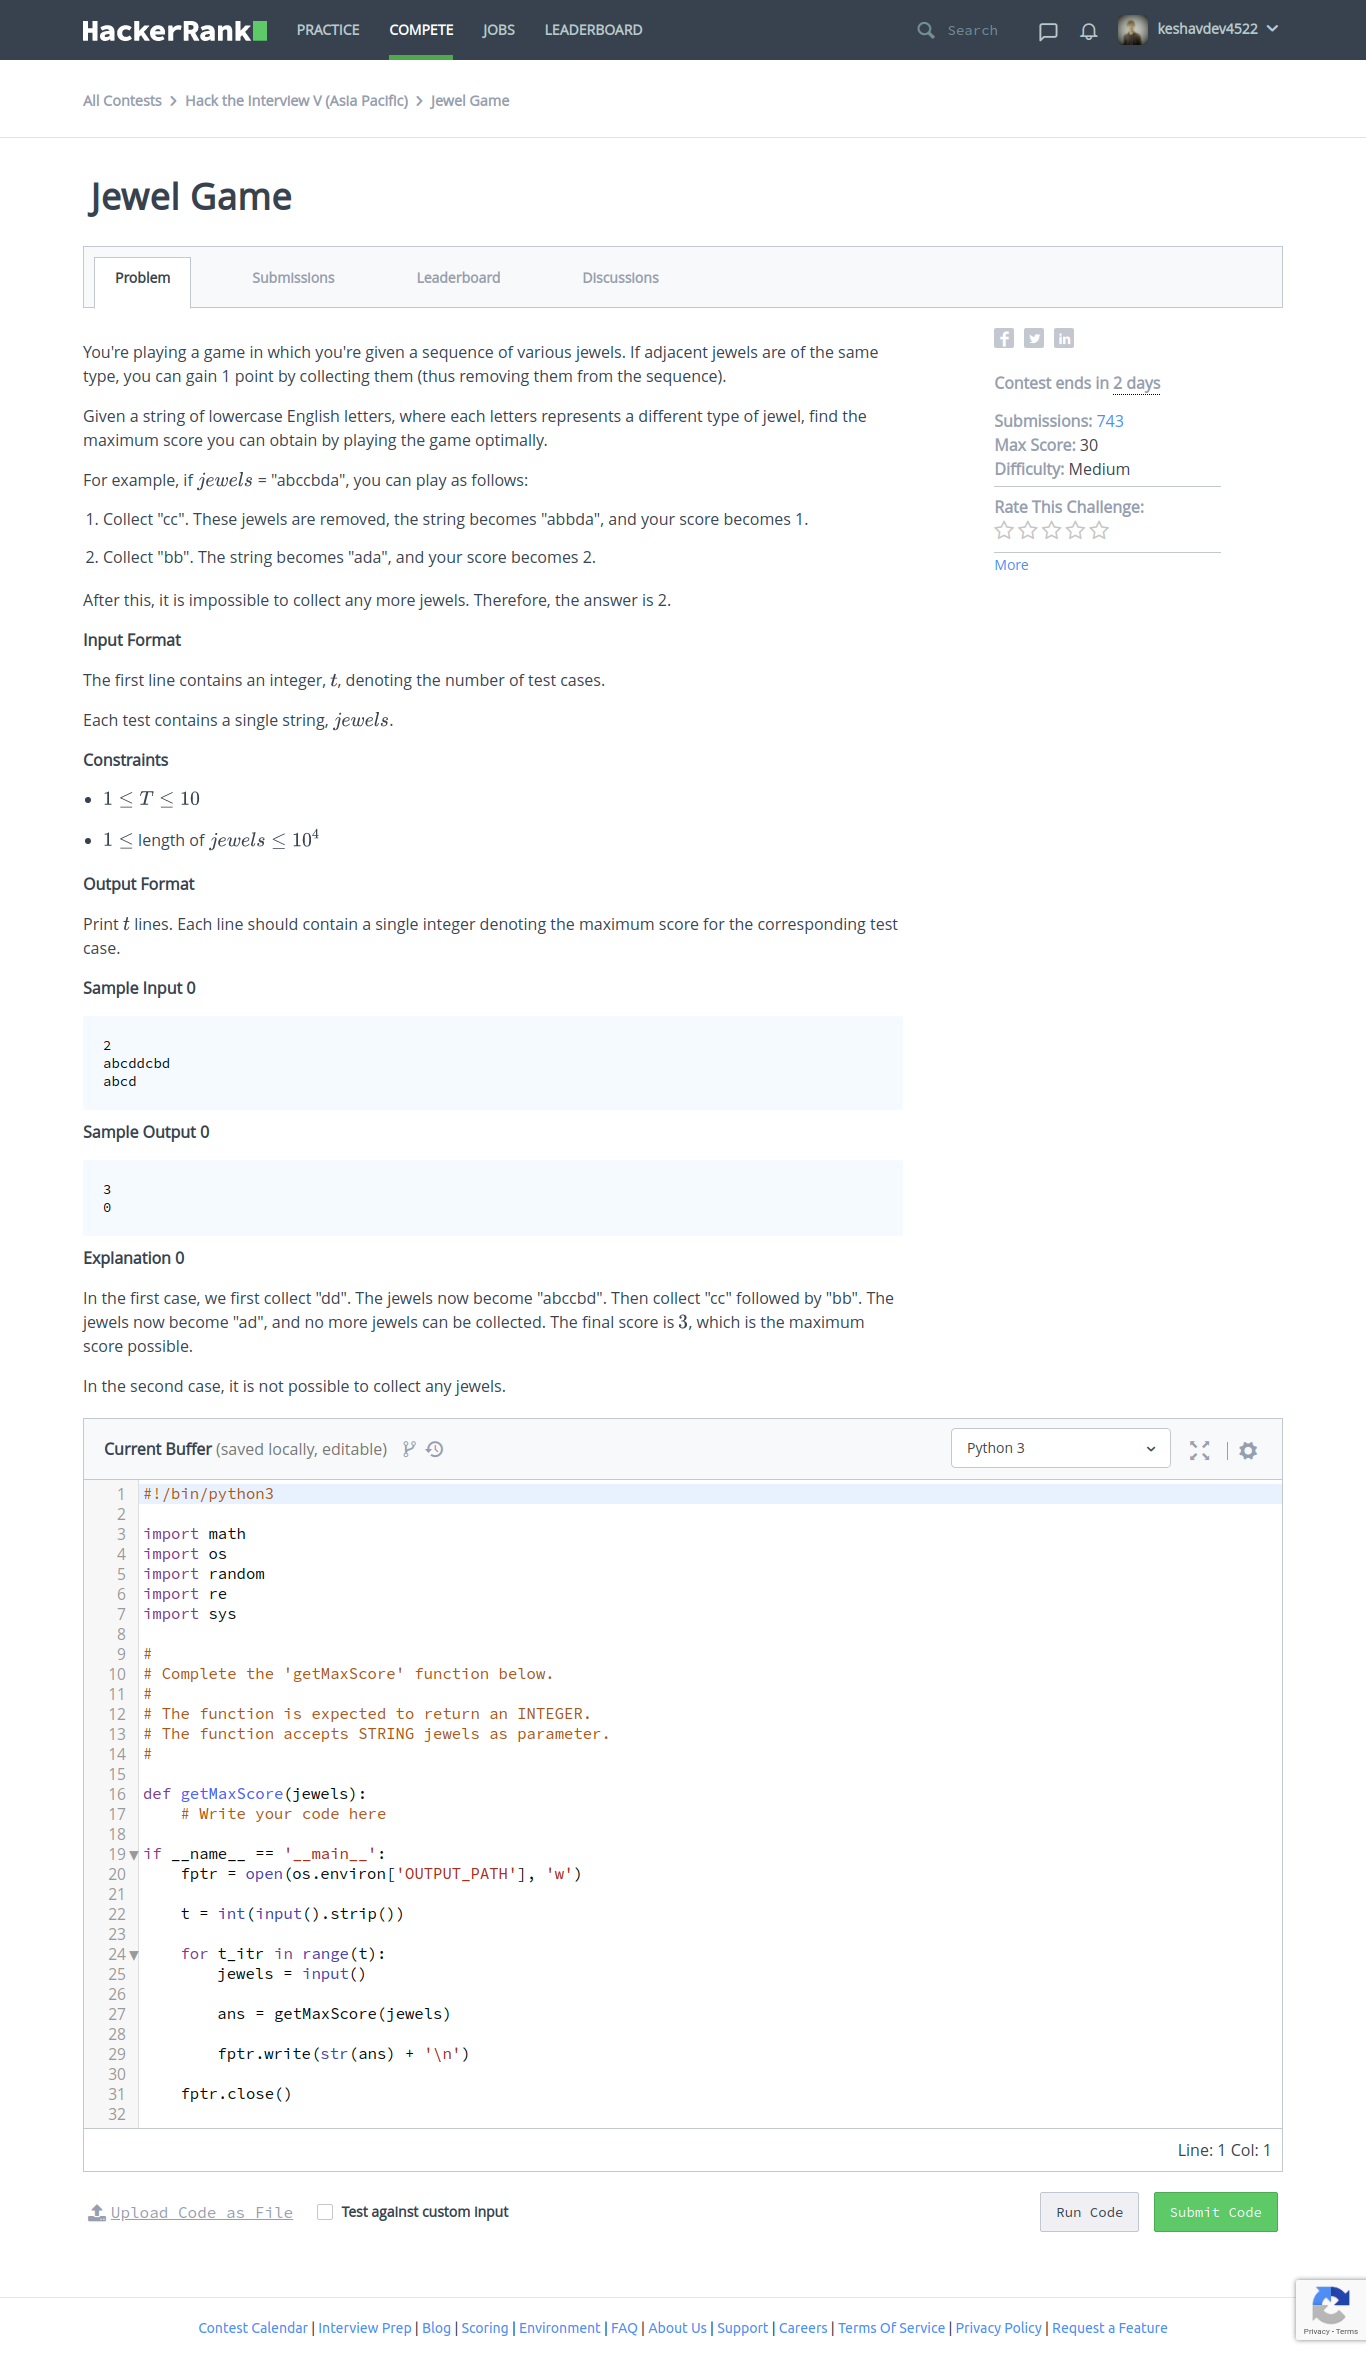 HackerRank PRACTICE COMPETE JOBS LEADERBOARD Search keshavdev4522
All Contests > Hack the Interview V (Asia Pacific) > Jewel Game
Jewel Game
Problem Submissions Leaderboard Discussions
You're playing a game in which you're given a sequence of various jewels. If adjacent jewels are of the same
type, you can gain 1 point by collecting them (thus removing them from the sequence).
Given a string of lowercase English letters, where each letters represents a different type of jewel, find the
maximum score you can obtain by playing the game optimally.
For example, if jewels = "abccbda", you can play as follows:
1. Collect "cc". These jewels are removed, the string becomes "abbda", and your score becomes 1.
2. Collect "bb". The string becomes "ada", and your score becomes 2.
After this, it is impossible to collect any more jewels. Therefore, the answer is 2.
Input Format
The first line contains an integer, t, denoting the number of test cases.
Each test contains a single string, jewels.
Constraints
• 1 ≤ T ≤ 10
• 1 ≤ length of jewels ≤ 10⁴
Output Format
Print t lines. Each line should contain a single integer denoting the maximum score for the corresponding test
case.
Sample Input 0
2
abcddcbd
abcd
Sample Output 0
3
0
Explanation 0
In the first case, we first collect "dd". The jewels now become "abccbd". Then collect "cc" followed by "bb". The
jewels now become "ad", and no more jewels can be collected. The final score is 3, which is the maximum
score possible.
In the second case, it is not possible to collect any jewels.
Contest ends in 2 days
Submissions: 743
Max Score: 30
Difficulty: Medium
Rate This Challenge:
More
Current Buffer (saved locally, editable) Python 3
1 #!/bin/python3
2
3 import math
4 import os
5 import random
6 import re
7 import sys
8
9 #
10 # Complete the 'getMaxScore' function below.
11 #
12 # The function is expected to return an INTEGER.
13 # The function accepts STRING jewels as parameter.
14 #
15
16 def getMaxScore(jewels):
17     # Write your code here
18
19 if __name__ == '__main__':
20     fptr = open(os.environ['OUTPUT_PATH'], 'w')
21
22     t = int(input().strip())
23
24     for t_itr in range(t):
25         jewels = input()
26
27         ans = getMaxScore(jewels)
28
29         fptr.write(str(ans) + '\n')
30
31     fptr.close()
32
Line: 1 Col: 1
Upload Code as File Test against custom input Run Code Submit Code
Privacy - Terms
Contest Calendar | Interview Prep | Blog | Scoring | Environment | FAQ | About Us | Support | Careers | Terms Of Service | Privacy Policy | Request a Feature